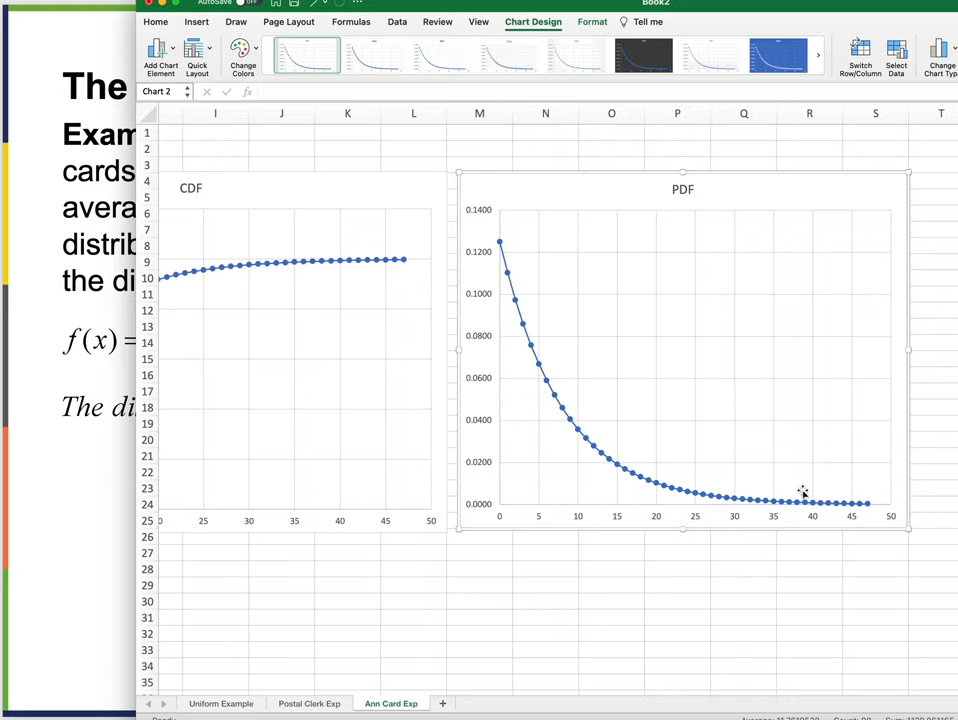 AutoSave OFF
Book2
Home Insert Draw Page Layout Formulas Data Review View Chart Design Format Tell me
Add Chart Element
Quick Layout
Change Colors
Switch Row/Column
Select Data
Change Chart Typ
Chart 2
fx
I J K L M N O P Q R S T
1
2
3
4
5
6
7
8
9
10
11
12
13
14
15
16
17
18
19
20
21
22
23
24
25
26
27
28
29
30
31
32
33
34
35
The
Exam
cards
avera
distrib
the di
f(x) =
The di
CDF
0 25 30 35 40 45 50
PDF
0.1400
0.1200
0.1000
0.0800
0.0600
0.0400
0.0200
0.0000
0 5 10 15 20 25 30 35 40 45 50
Uniform Example Postal Clerk Exp Ann Card Exp +